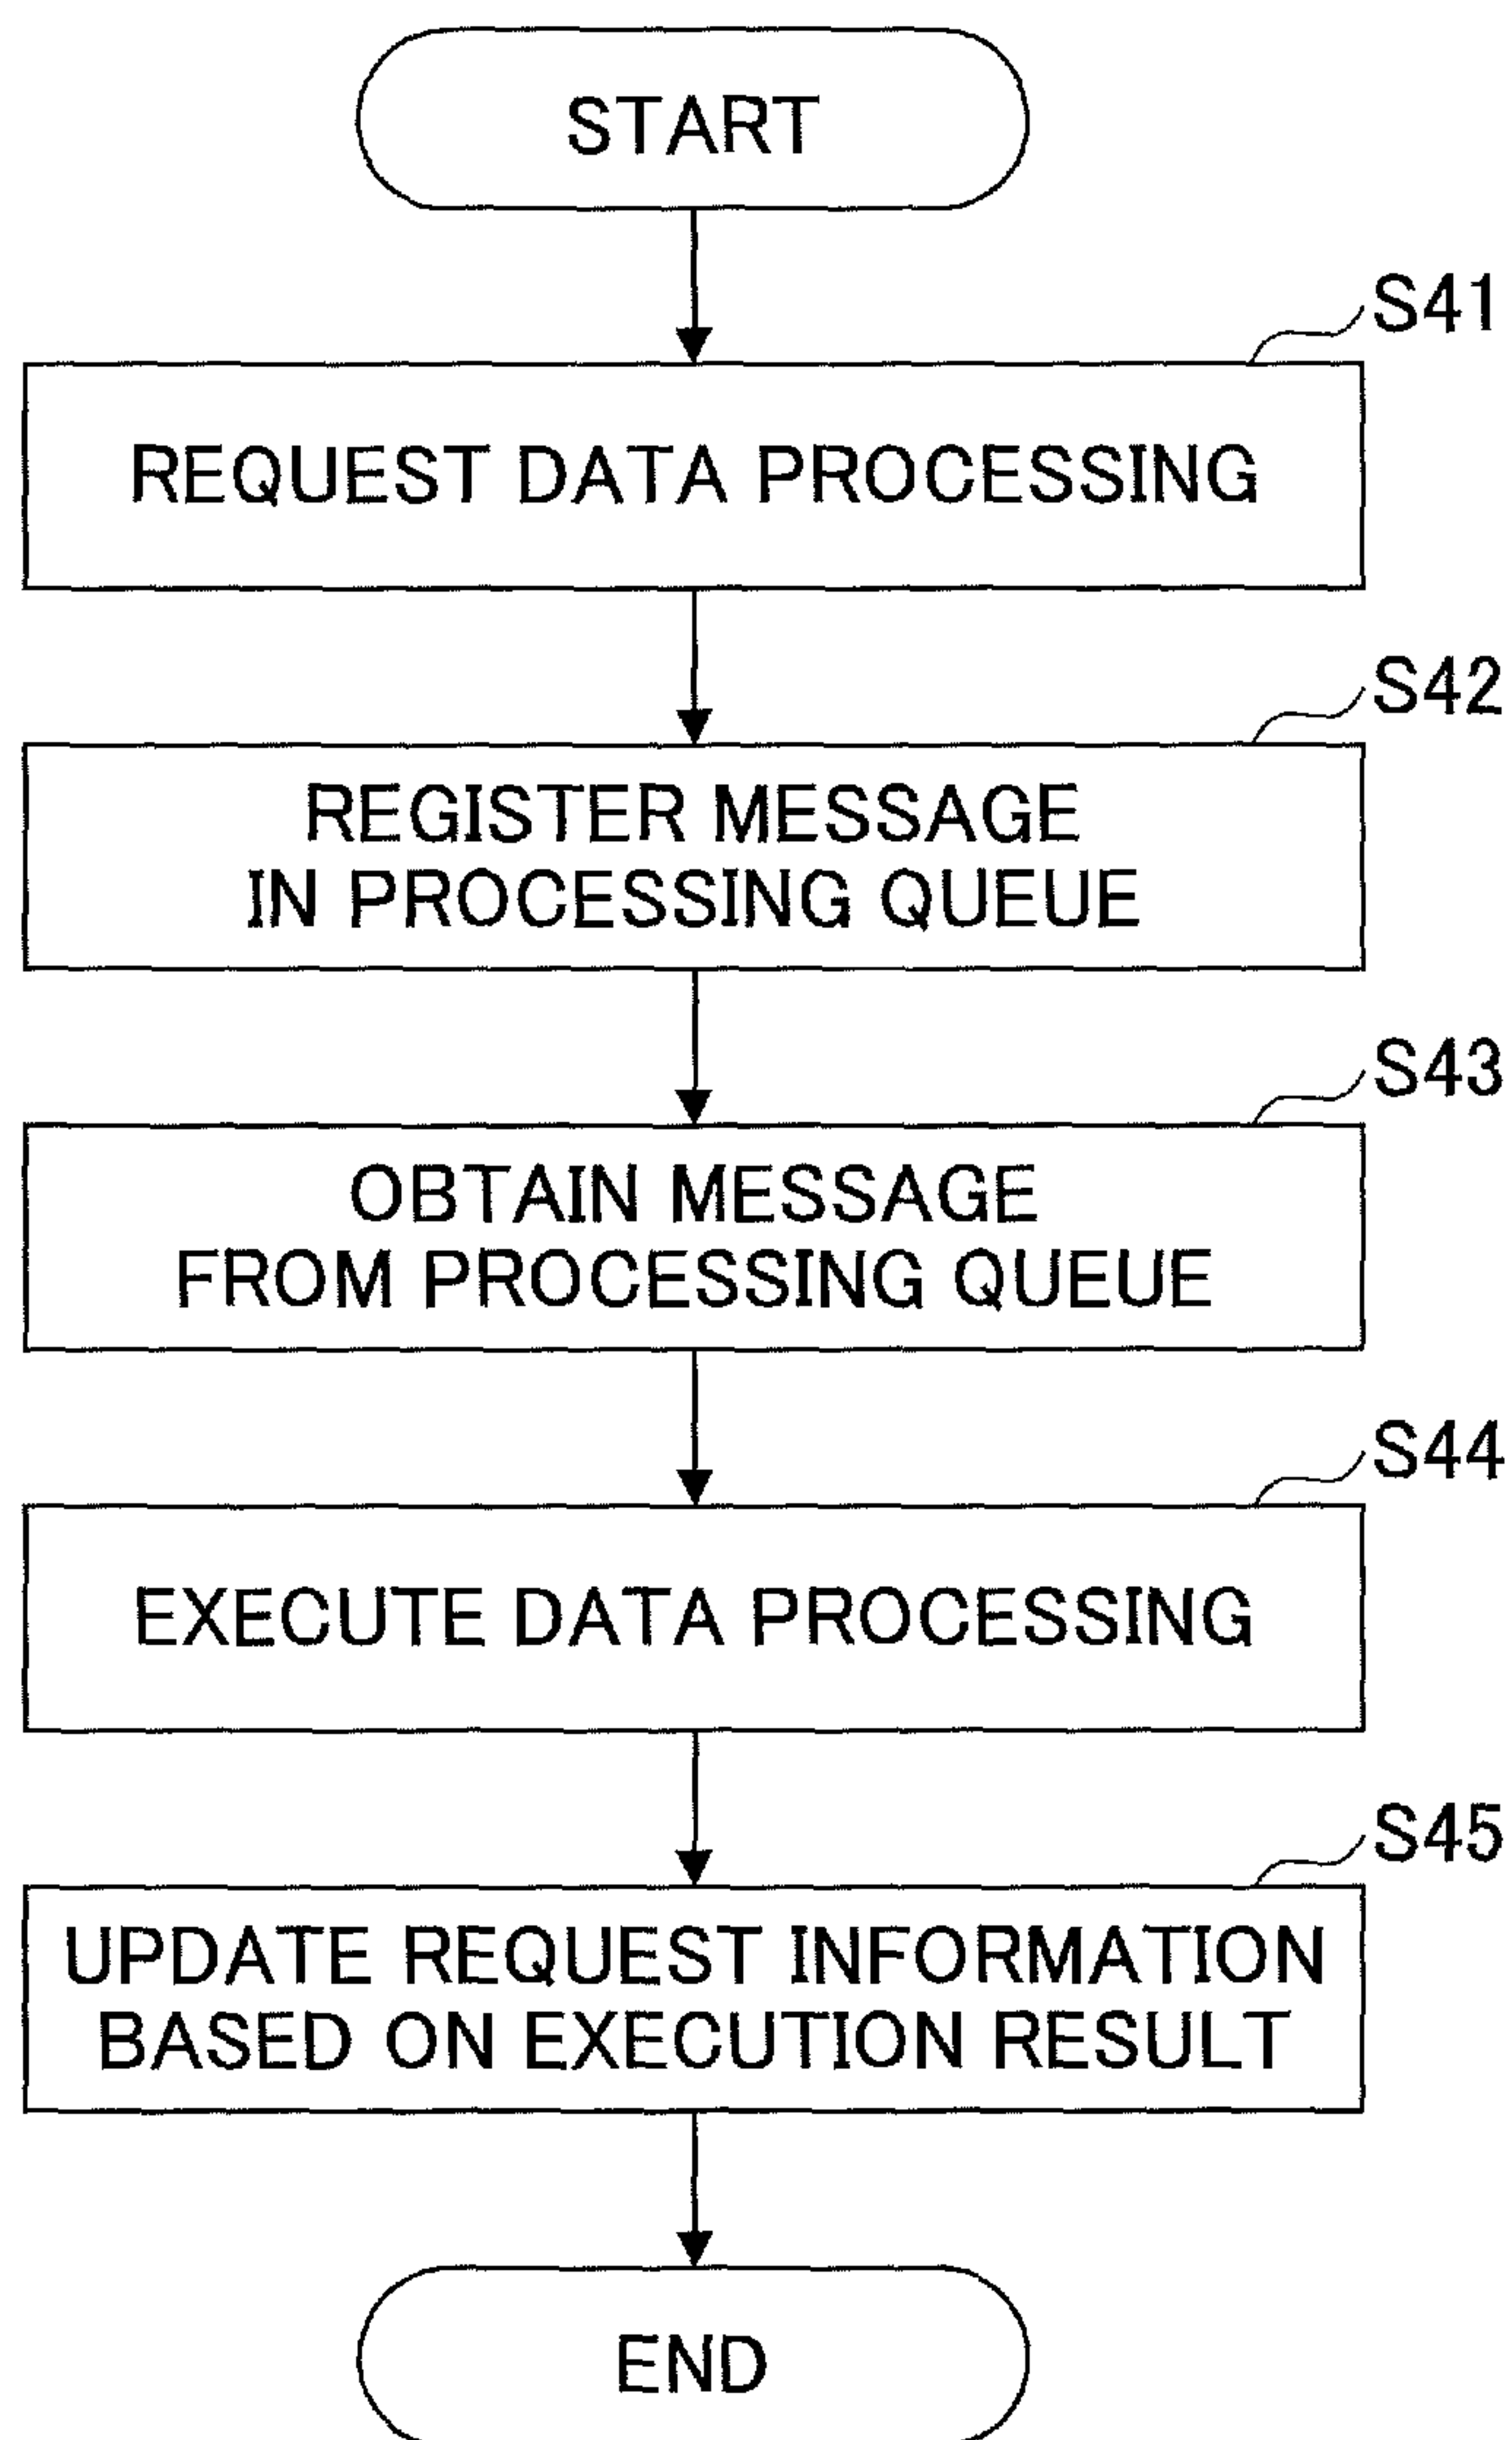 START
S41
REQUEST DATA PROCESSING
S42
REGISTER MESSAGE
IN PROCESSING QUEUE
S43
OBTAIN MESSAGE
FROM PROCESSING QUEUE
S44
EXECUTE DATA PROCESSING
S45
UPDATE REQUEST INFORMATION
BASED ON EXECUTION RESULT
END